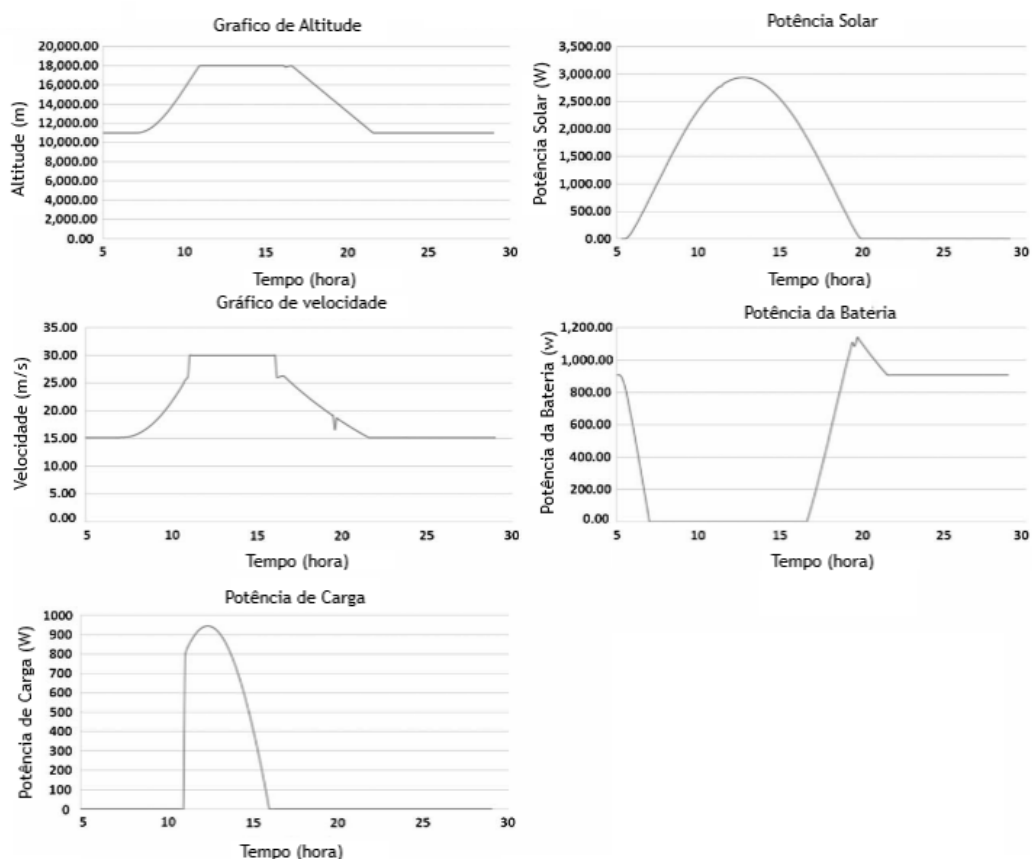 Grafico de Altitude
Altitude (m)
20,000.00
18,000.00
16,000.00
14,000.00
12,000.00
10,000.00
8,000.00
6,000.00
4,000.00
2,000.00
0.00
5 10 15 20 25 30
Tempo (hora)
Potência Solar
Potência Solar (W)
3,500.00
3,000.00
2,500.00
2,000.00
1,500.00
1,000.00
500.00
0.00
5 10 15 20 25 30
Tempo (hora)
Gráfico de velocidade
Velocidade (m/s)
35.00
30.00
25.00
20.00
15.00
10.00
5.00
0.00
5 10 15 20 25 30
Tempo (hora)
Potência da Bateria
Potência da Bateria (w)
1,200.00
1,000.00
800.00
600.00
400.00
200.00
0.00
5 10 15 20 25 30
Tempo (hora)
Potência de Carga
Potência de Carga (W)
1000
900
800
700
600
500
400
300
200
100
0
5 10 15 20 25 30
Tempo (hora)